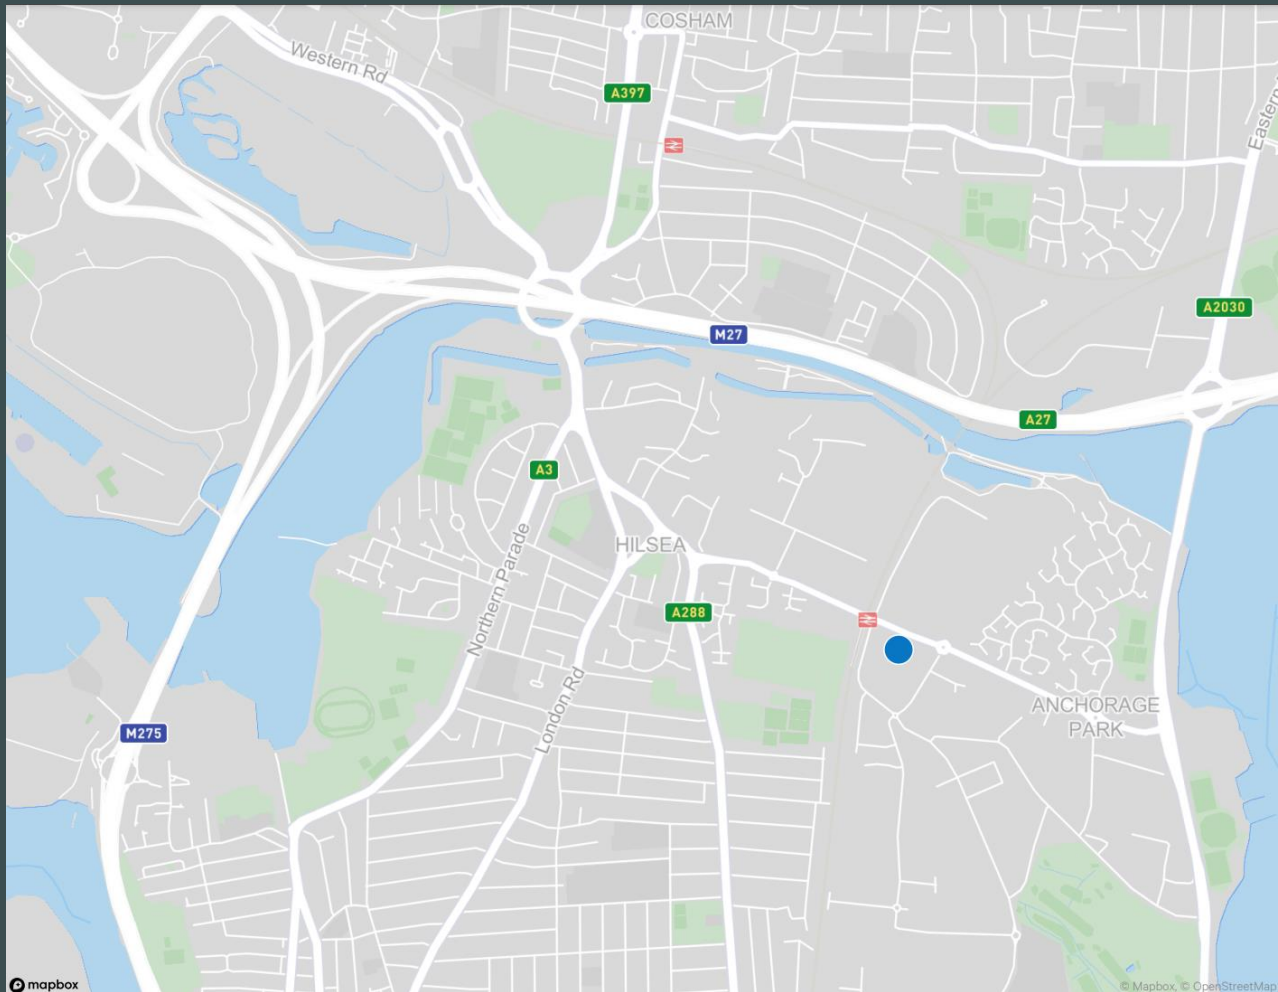 COSHAM
Western Rd
A397
Eastern
A2030
M27
A27
A3
HILSEA
Northern Parade
A288
London Rd
ANCHORAGE
PARK
M275
mapbox
© Mapbox, © OpenStreetMap